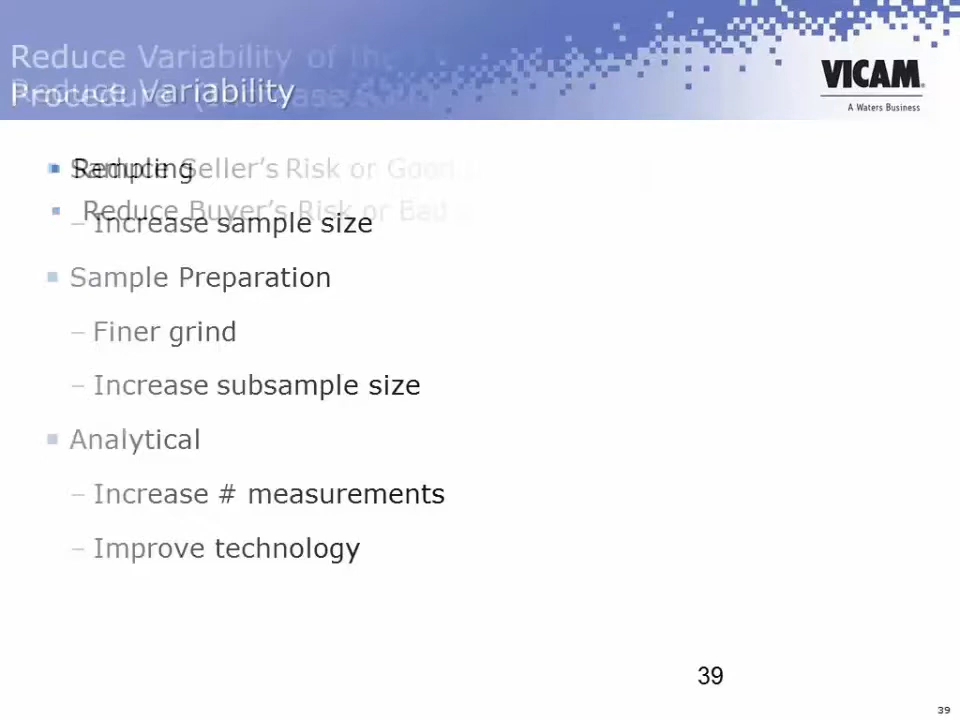 Reduce Variability of the
Reduce Variability
Procedure
VICAM
A Waters Business
Sampling
Reduce Seller's Risk or Good
Reduce Buyer's Risk or Bad
– Increase sample size
Sample Preparation
– Finer grind
– Increase subsample size
Analytical
– Increase # measurements
– Improve technology
39
39